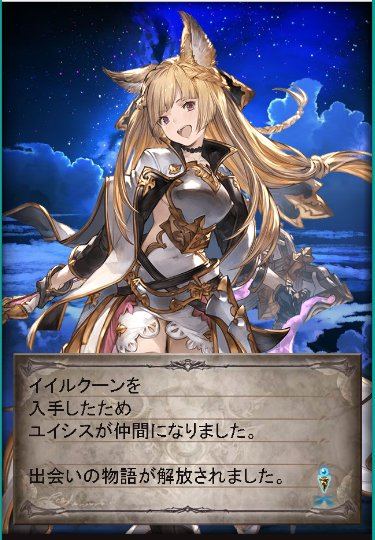 イイルクーンを
入手したため
ユイシスが仲間になりました。
出会いの物語が解放されました。